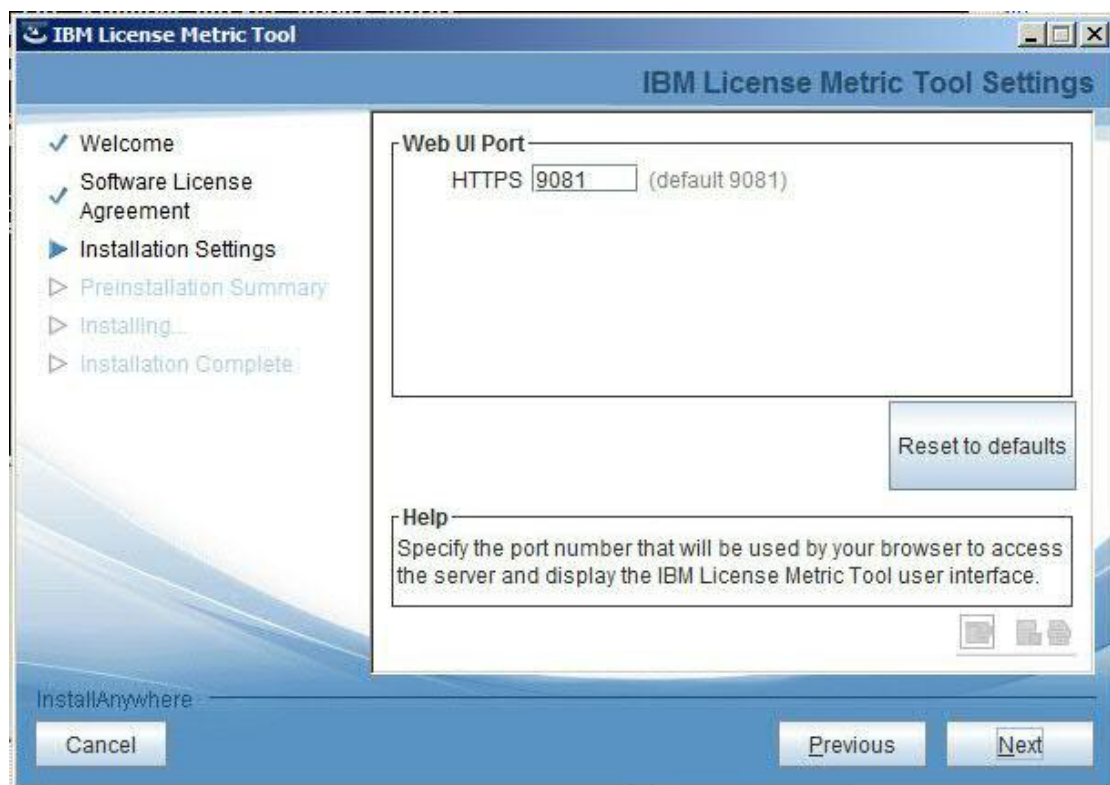 IBM License Metric Tool
IBM License Metric Tool Settings
Welcome
Software License
Agreement
Installation Settings
Preinstallation Summary
Installing...
Installation Complete
Web UI Port
HTTPS 9081 (default 9081)
Reset to defaults
Help
Specify the port number that will be used by your browser to access
the server and display the IBM License Metric Tool user interface.
InstallAnywhere
Cancel
Previous
Next